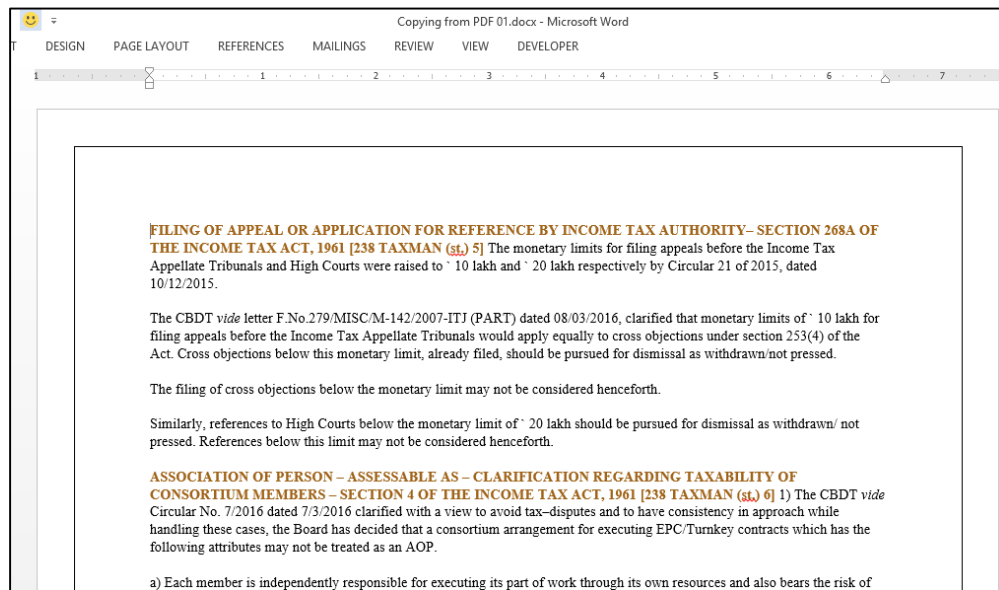 Copying from PDF 01.docx - Microsoft Word
T DESIGN PAGE LAYOUT REFERENCES MAILINGS REVIEW VIEW DEVELOPER
1 1 2 3 4 5 6 7
FILING OF APPEAL OR APPLICATION FOR REFERENCE BY INCOME TAX AUTHORITY– SECTION 268A OF
THE INCOME TAX ACT, 1961 [238 TAXMAN (st.) 5] The monetary limits for filing appeals before the Income Tax
Appellate Tribunals and High Courts were raised to ` 10 lakh and ` 20 lakh respectively by Circular 21 of 2015, dated
10/12/2015.
The CBDT vide letter F.No.279/MISC/M-142/2007-ITJ (PART) dated 08/03/2016, clarified that monetary limits of ` 10 lakh for
filing appeals before the Income Tax Appellate Tribunals would apply equally to cross objections under section 253(4) of the
Act. Cross objections below this monetary limit, already filed, should be pursued for dismissal as withdrawn/not pressed.
The filing of cross objections below the monetary limit may not be considered henceforth.
Similarly, references to High Courts below the monetary limit of ` 20 lakh should be pursued for dismissal as withdrawn/ not
pressed. References below this limit may not be considered henceforth.
ASSOCIATION OF PERSON – ASSESSABLE AS – CLARIFICATION REGARDING TAXABILITY OF
CONSORTIUM MEMBERS – SECTION 4 OF THE INCOME TAX ACT, 1961 [238 TAXMAN (st.) 6] 1) The CBDT vide
Circular No. 7/2016 dated 7/3/2016 clarified with a view to avoid tax–disputes and to have consistency in approach while
handling these cases, the Board has decided that a consortium arrangement for executing EPC/Turnkey contracts which has the
following attributes may not be treated as an AOP.
a) Each member is independently responsible for executing its part of work through its own resources and also bears the risk of